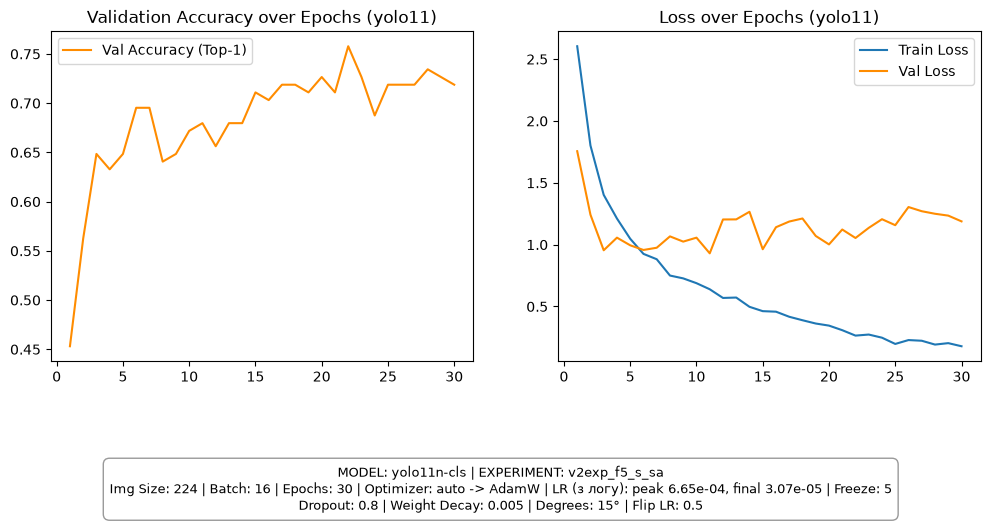 Validation Accuracy over Epochs (yolo11)
Val Accuracy (Top-1)
0.75
0.70
0.65
0.60
0.55
0.50
0.45
0 5 10 15 20 25 30
Loss over Epochs (yolo11)
Train Loss
Val Loss
2.5
2.0
1.5
1.0
0.5
0 5 10 15 20 25 30
MODEL: yolo11n-cls | EXPERIMENT: v2exp_f5_s_sa
Img Size: 224 | Batch: 16 | Epochs: 30 | Optimizer: auto -> AdamW | LR (з логу): peak 6.65e-04, final 3.07e-05 | Freeze: 5
Dropout: 0.8 | Weight Decay: 0.005 | Degrees: 15° | Flip LR: 0.5